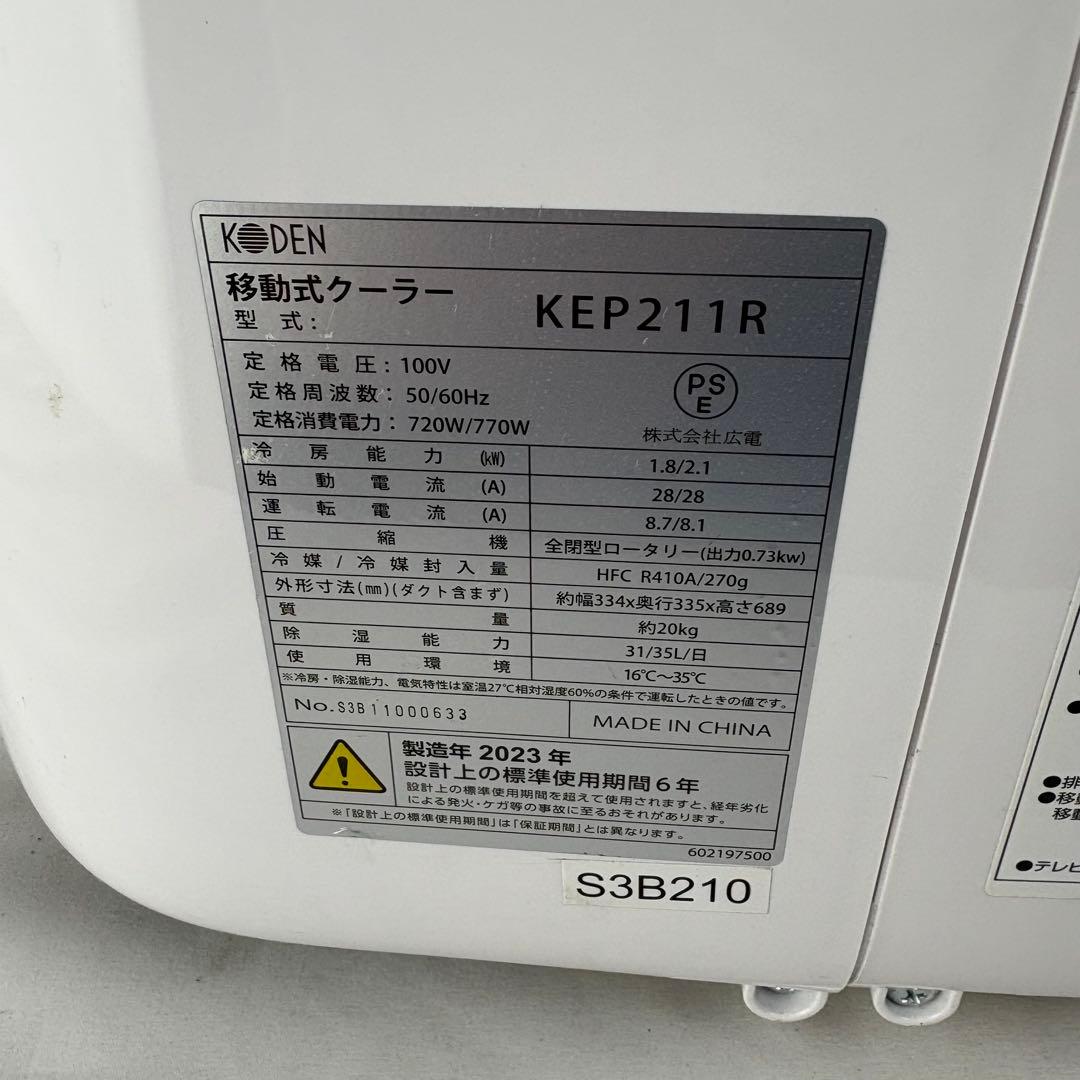 KODEN
移動式クーラー
型式: KEP211R
定格電圧: 100V
定格周波数: 50/60Hz
定格消費電力: 720W/770W
PSE
株式会社広電
冷房能力(kW) 1.8/2.1
始動電流(A) 28/28
運転電流(A) 8.7/8.1
圧縮機 全閉型ロータリー(出力0.73kw)
冷媒/冷媒封入量 HFC R410A/270g
外形寸法(mm)(ダクト含まず) 約幅334x奥行335x高さ689
質量 約20kg
除湿能力 31/35L/日
使用環境 16℃〜35℃
※冷房・除湿能力、電気特性は室温27℃相対湿度60%の条件で運転したときの値です。
No. S3B11000633 MADE IN CHINA
製造年 2023年
設計上の標準使用期間6年
設計上の標準使用期間を超えて使用されますと、経年劣化
による発火・ケガ等の事故に至るおそれがあります。
※「設計上の標準使用期間」は「保証期間」とは異なります。
602197500
S3B210
●排
●移動
移動
●テレビ